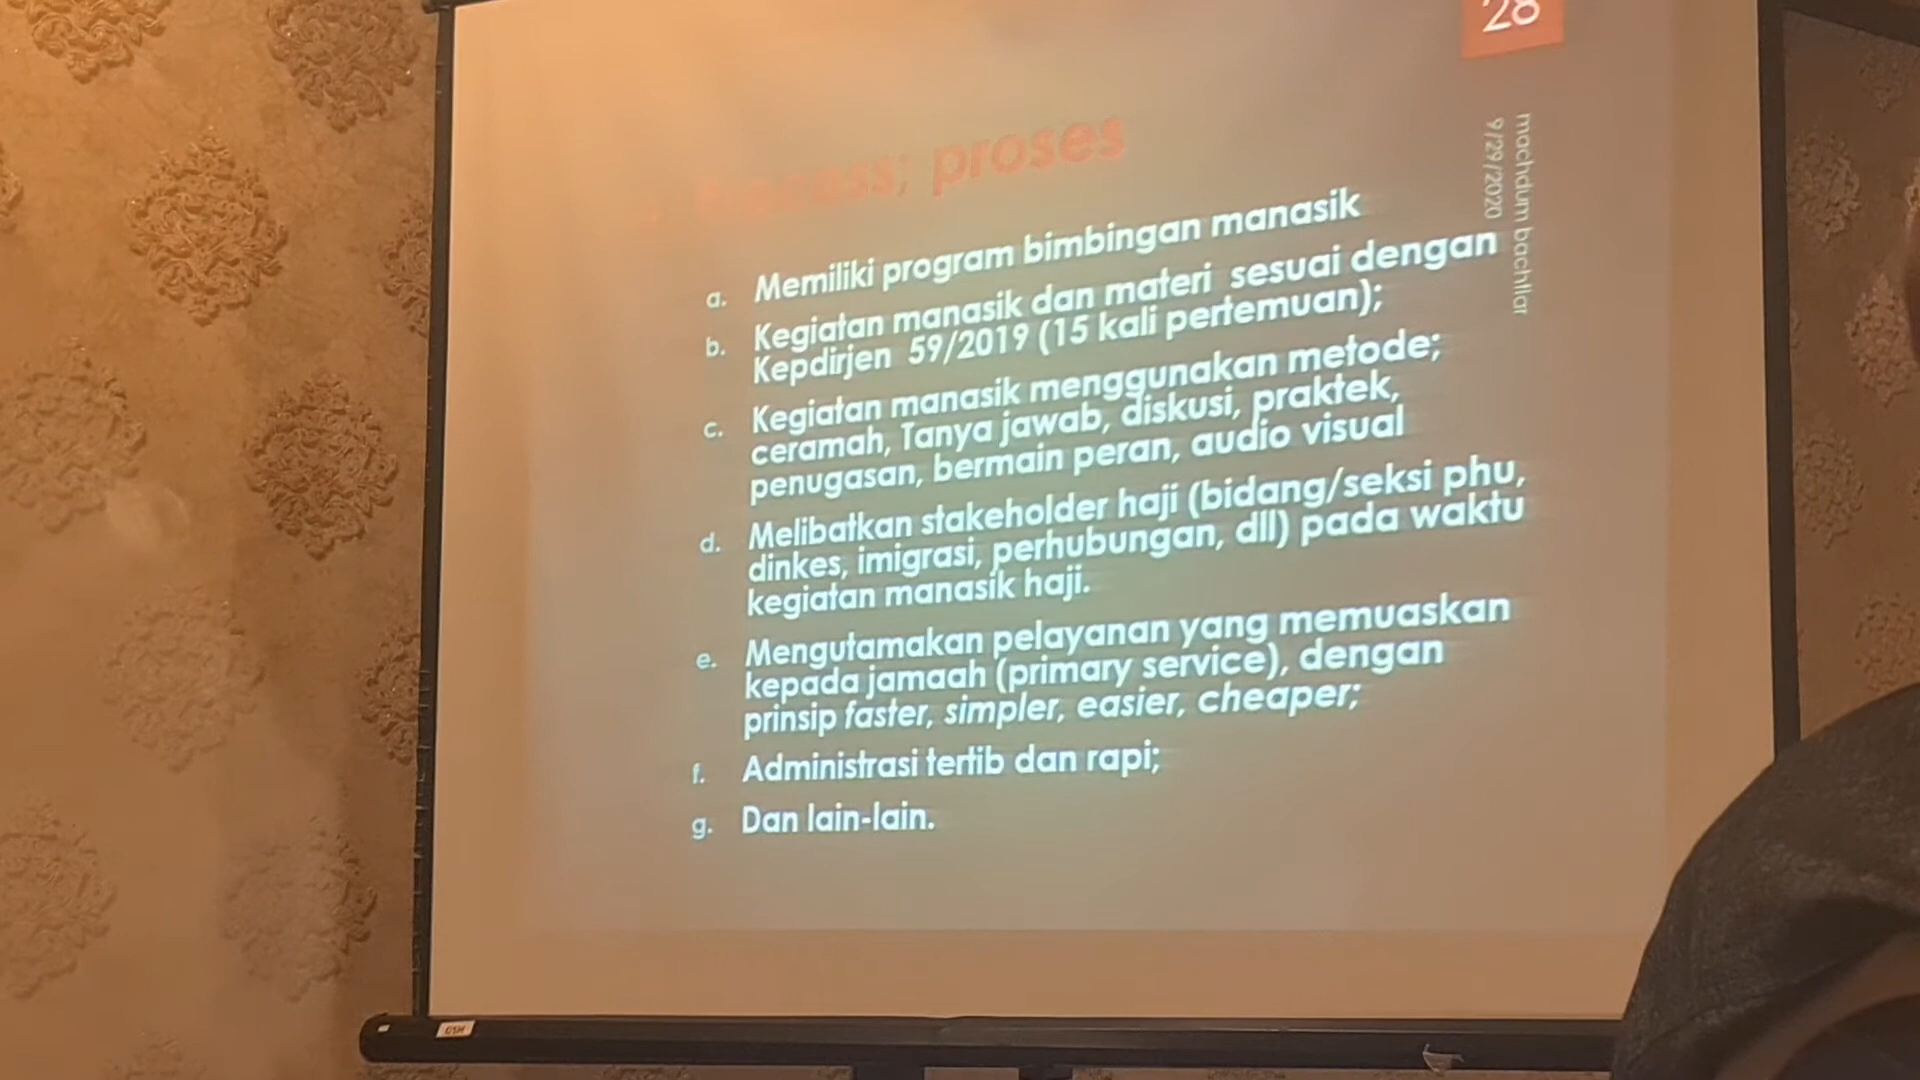 28
proses
machdum bachtiar
9/29/2020
a. Memiliki program bimbingan manasik
b. Kegiatan manasik dan materi sesuai dengan
Kepdirjen 59/2019 (15 kali pertemuan);
c. Kegiatan manasik menggunakan metode;
ceramah, Tanya jawab, diskusi, praktek,
penugasan, bermain peran, audio visual
d. Melibatkan stakeholder haji (bidang/seksi phu,
dinkes, imigrasi, perhubungan, dll) pada waktu
kegiatan manasik haji.
e. Mengutamakan pelayanan yang memuaskan
kepada jamaah (primary service), dengan
prinsip faster, simpler, easier, cheaper;
f. Administrasi tertib dan rapi;
g. Dan lain-lain.